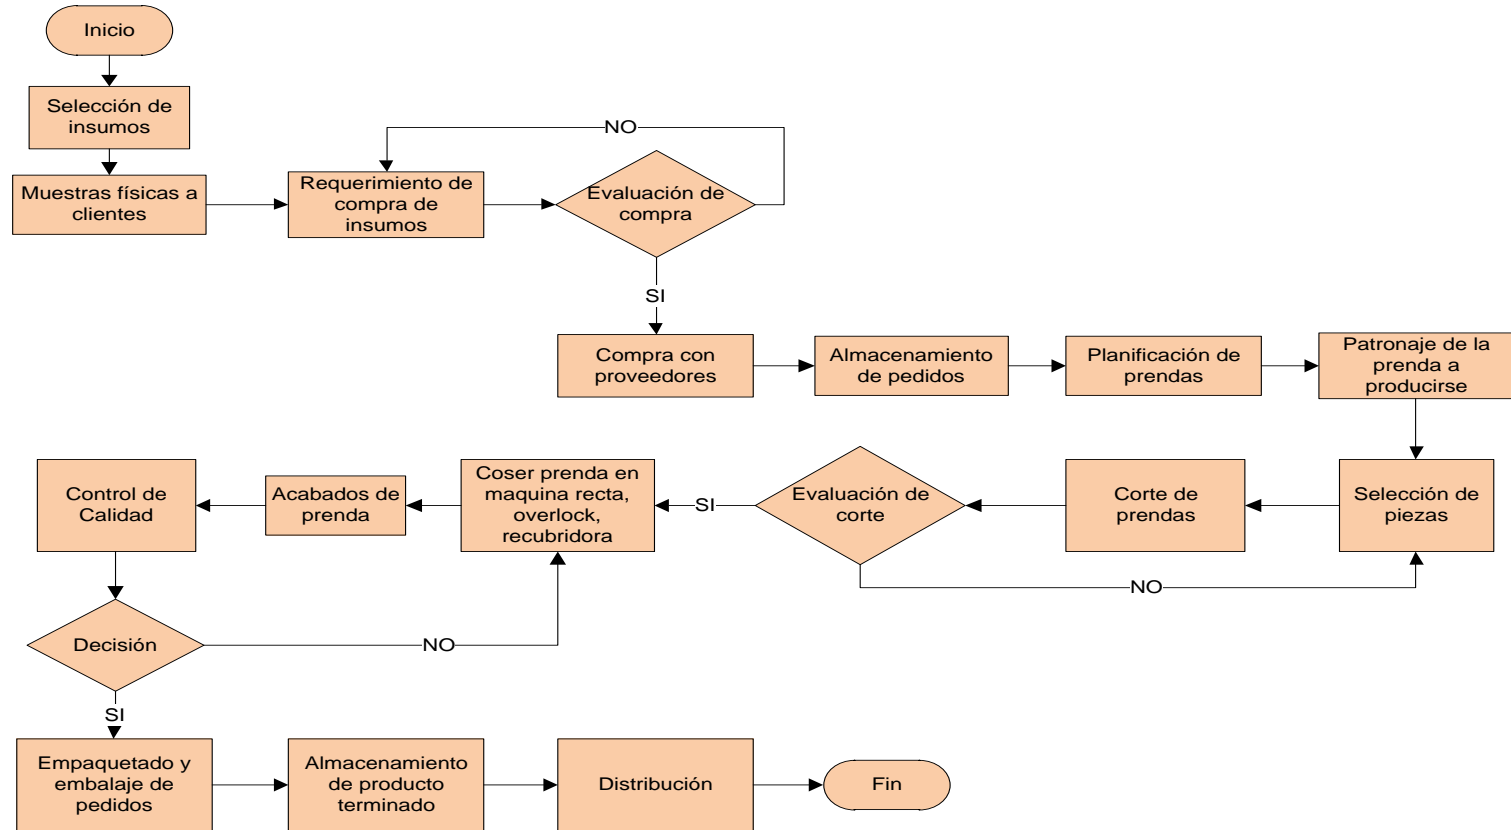 Inicio
Selección de
insumos
Muestras físicas a
clientes
Requerimiento de
compra de
insumos
NO
Evaluación de
compra
SI
Compra con
proveedores
Almacenamiento
de pedidos
Planificación de
prendas
Patronaje de la
prenda a
producirse
Selección de
piezas
Corte de
prendas
Evaluación de
corte
NO
SI
Coser prenda en
maquina recta,
overlock,
recubridora
Acabados de
prenda
Control de
Calidad
Decisión
NO
SI
Empaquetado y
embalaje de
pedidos
Almacenamiento
de producto
terminado
Distribución
Fin